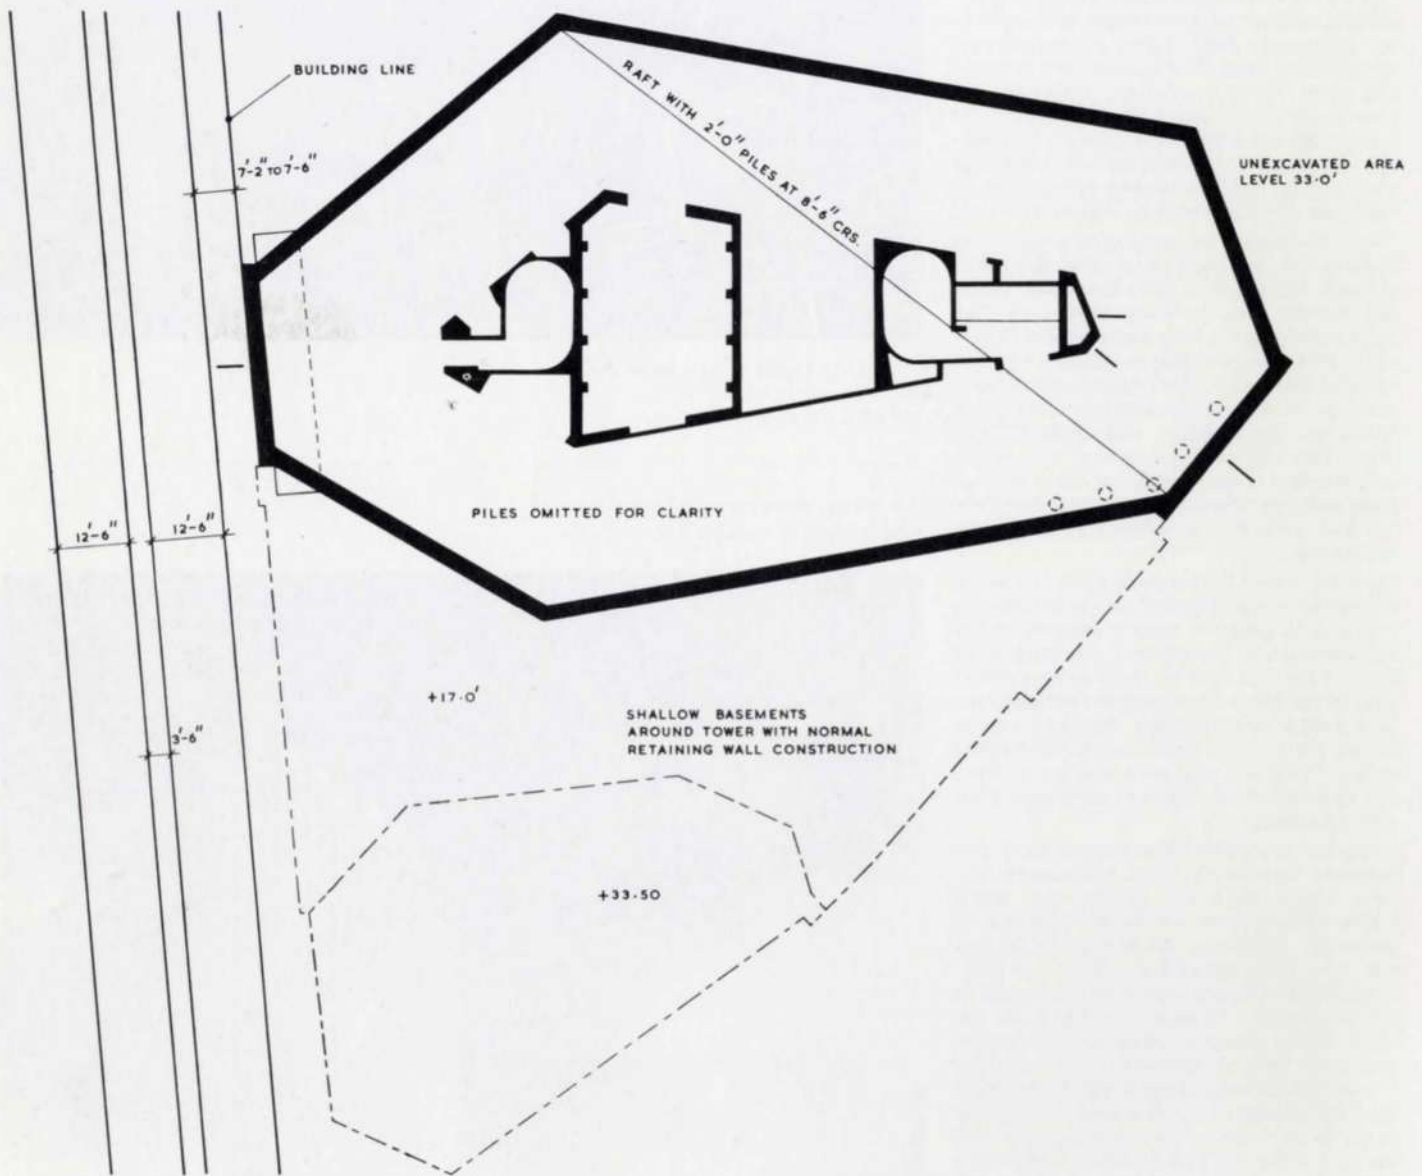 BUILDING LINE
7'-2" TO 7'-6"
RAFT WITH 2'-0" PILES AT 8'-6" CRS.
UNEXCAVATED AREA
LEVEL 33·0'
PILES OMITTED FOR CLARITY
12'-6"
12'-6"
+17·0'
SHALLOW BASEMENTS
AROUND TOWER WITH NORMAL
RETAINING WALL CONSTRUCTION
3'-6"
+33·50